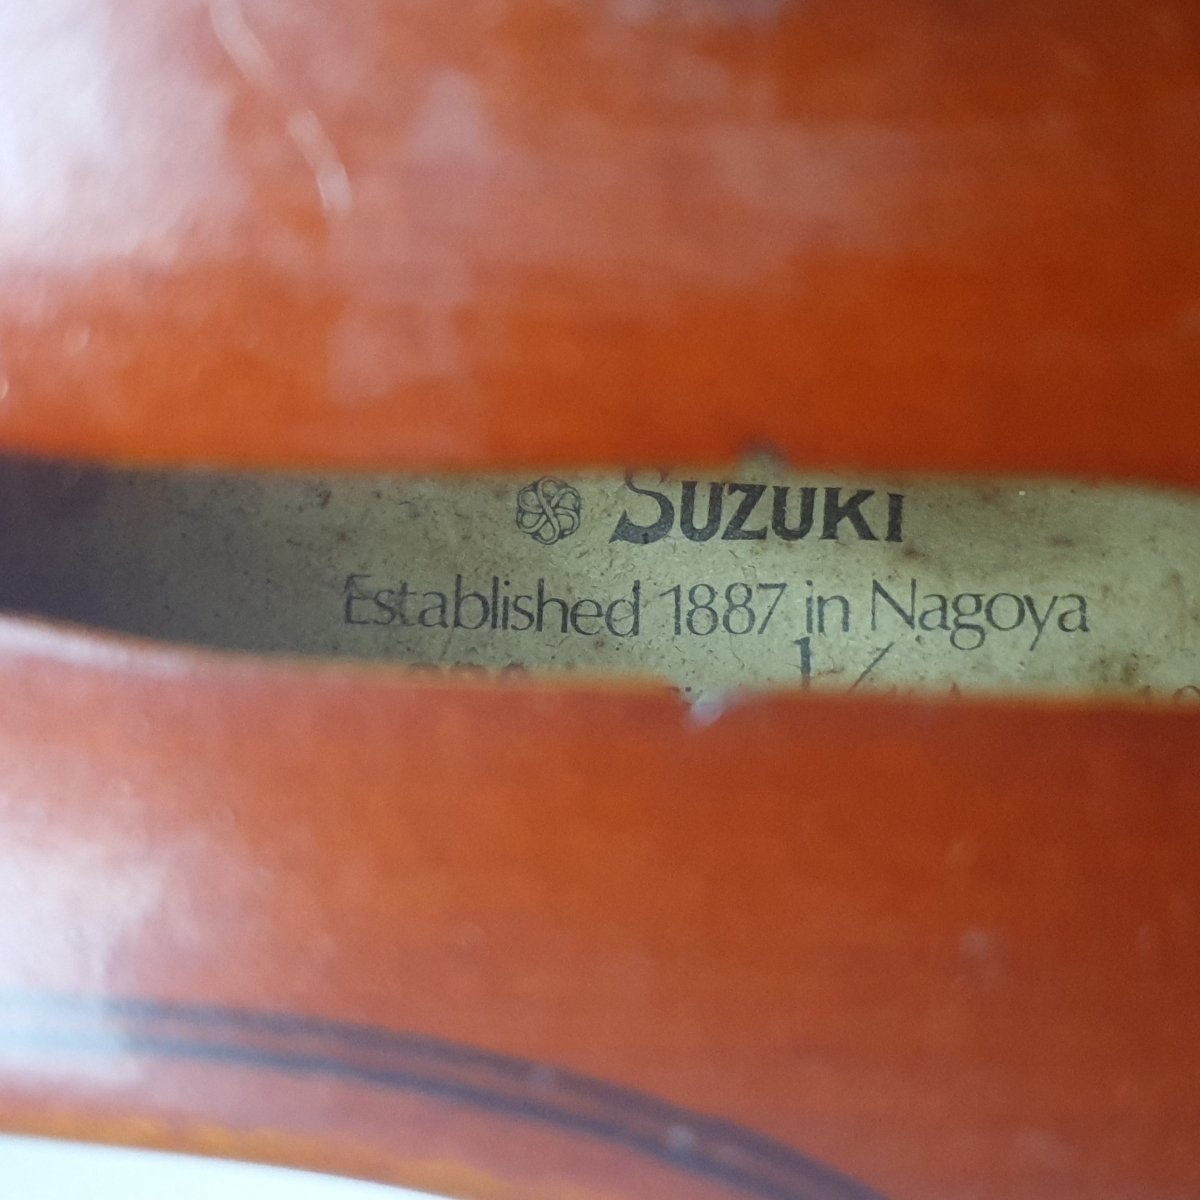 SUZUKI
Established 1887 in Nagoya